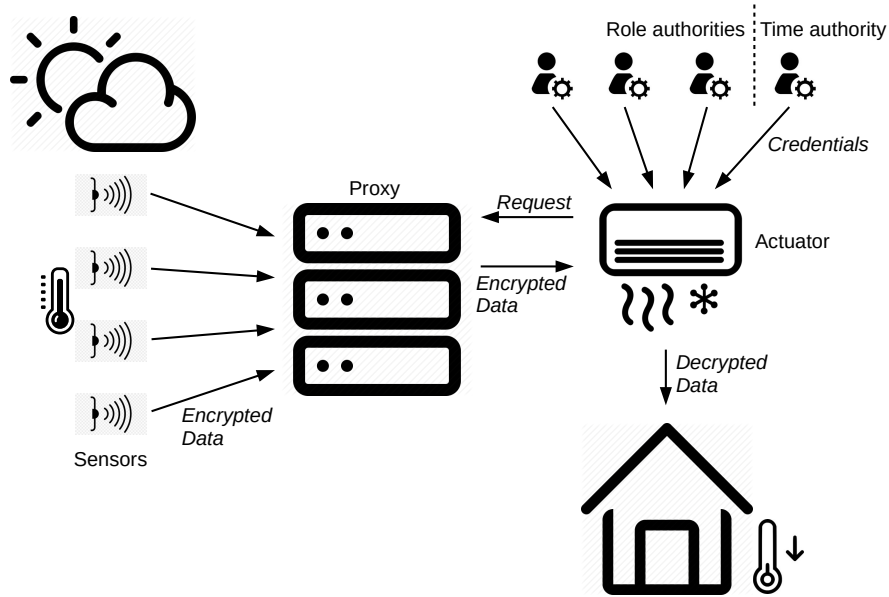 Role authorities
Time authority
Credentials
Proxy
Request
Actuator
Encrypted
Data
Decrypted
Data
Encrypted
Data
Sensors